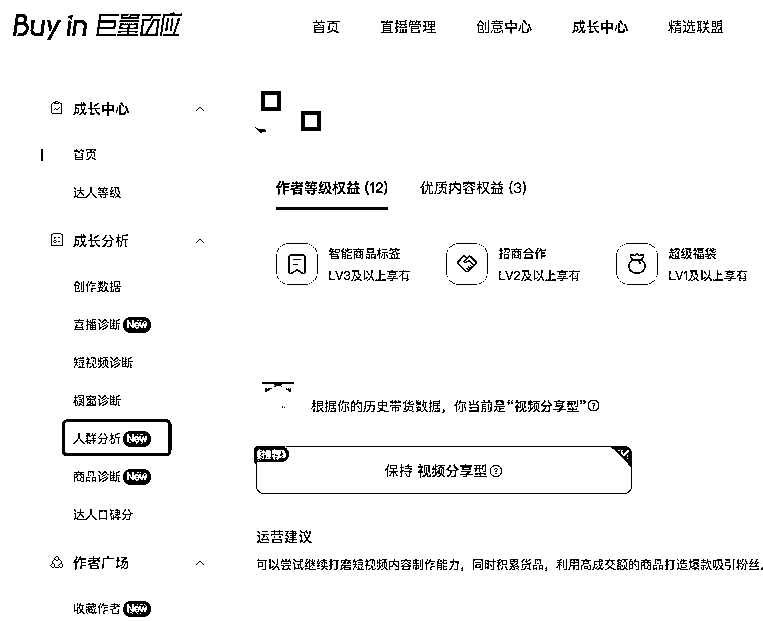 Buy in 巨量百应
首页 直播管理 创意中心 成长中心 精选联盟
成长中心
首页
达人等级
成长分析
创作数据
直播诊断 New
短视频诊断
橱窗诊断
人群分析 New
商品诊断 New
达人口碑分
作者广场
收藏作者 New
作者等级权益 (12) 优质内容权益 (3)
智能商品标签
LV3及以上享有
招商合作
LV2及以上享有
超级福袋
LV1及以上享有
根据你的历史带货数据，你当前是“视频分享型”?
保持 视频分享型?
运营建议
可以尝试继续打磨短视频内容制作能力，同时积累货品，利用高成交额的商品打造爆款吸引粉丝.